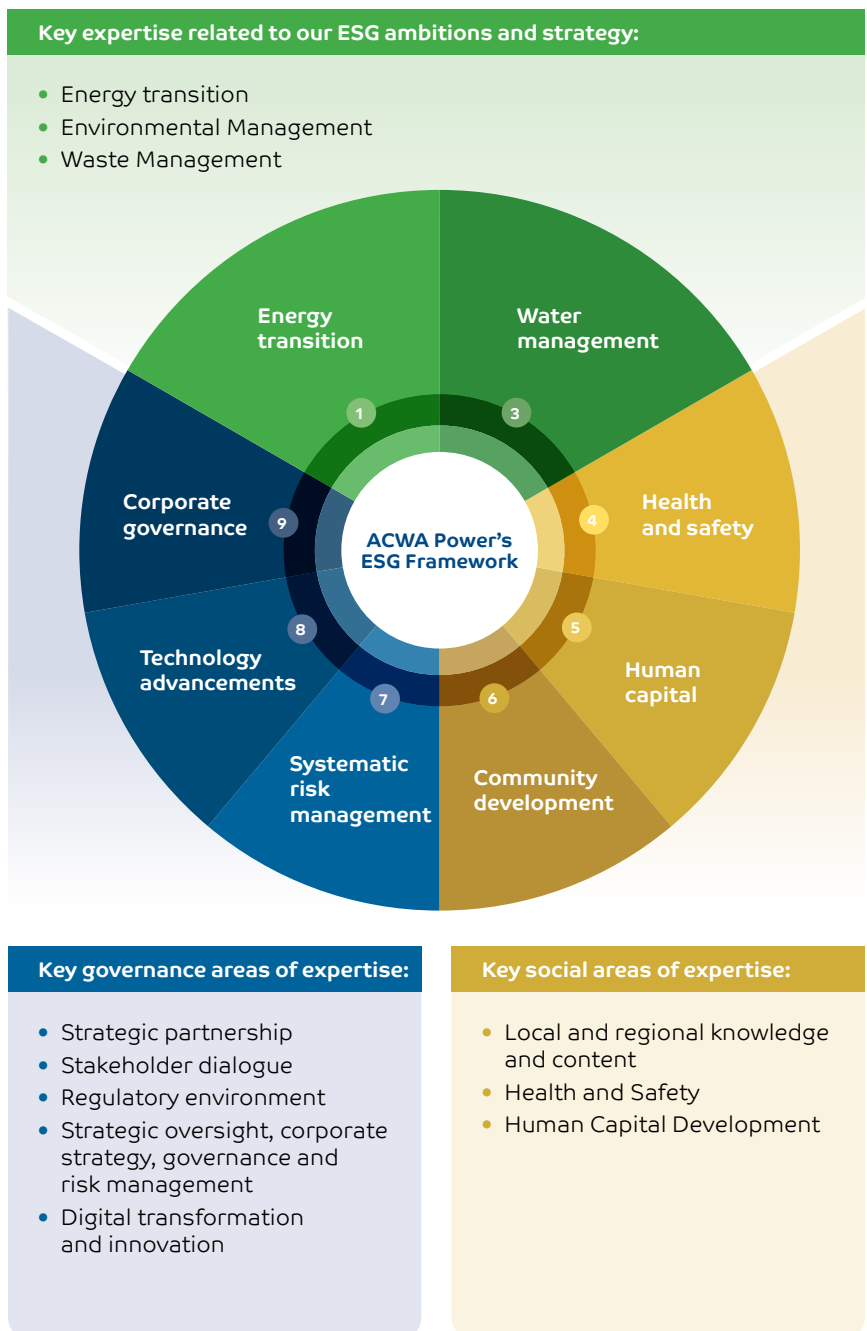 Key expertise related to our ESG ambitions and strategy:
• Energy transition
• Environmental Management
• Waste Management
Energy
transition
Water
management
1
3
Corporate
governance
9
ACWA Power's
ESG Framework
4
Health
and safety
8
5
Technology
advancements
Human
capital
7
6
Systematic
risk
management
Community
development
Key governance areas of expertise:
• Strategic partnership
• Stakeholder dialogue
• Regulatory environment
• Strategic oversight, corporate
strategy, governance and
risk management
• Digital transformation
and innovation
Key social areas of expertise:
• Local and regional knowledge
and content
• Health and Safety
• Human Capital Development